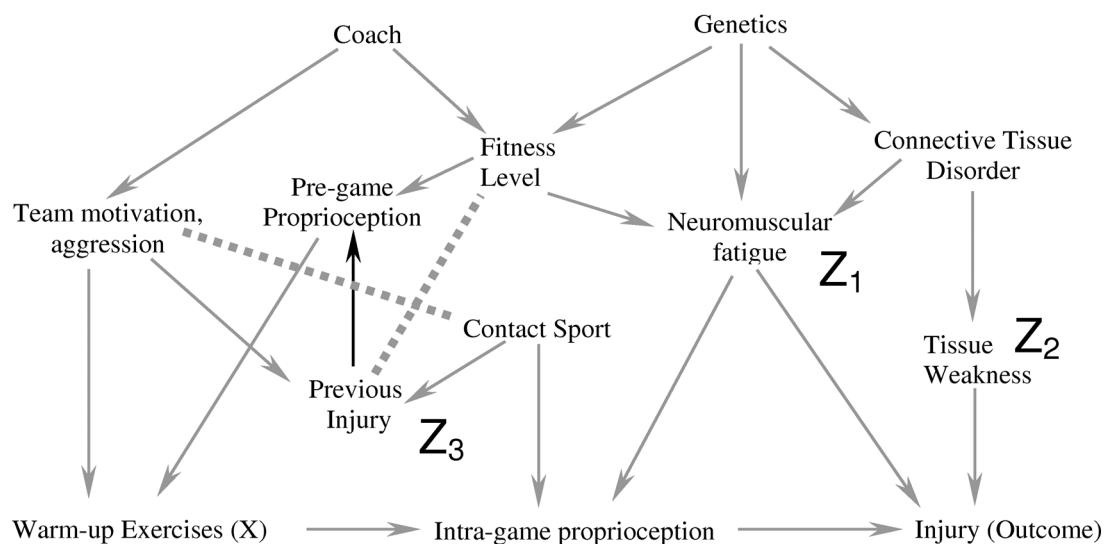 Coach
Genetics
Fitness
Level
Connective Tissue
Disorder
Pre-game
Proprioception
Team motivation,
aggression
Neuromuscular
fatigue
Z1
Contact Sport
Tissue
Weakness
Z2
Previous
Injury
Z3
Warm-up Exercises (X)
Intra-game proprioception
Injury (Outcome)